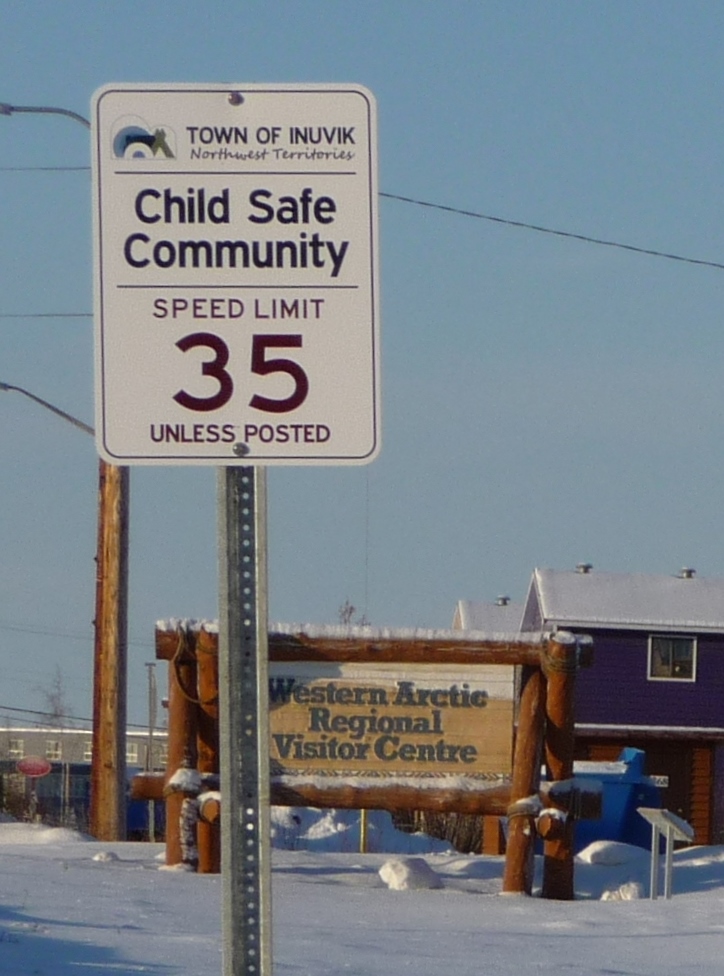 TOWN OF INUVIK
Northwest Territories
Child Safe
Community
SPEED LIMIT
35
UNLESS POSTED
Western Arctic
Regional
Visitor Centre